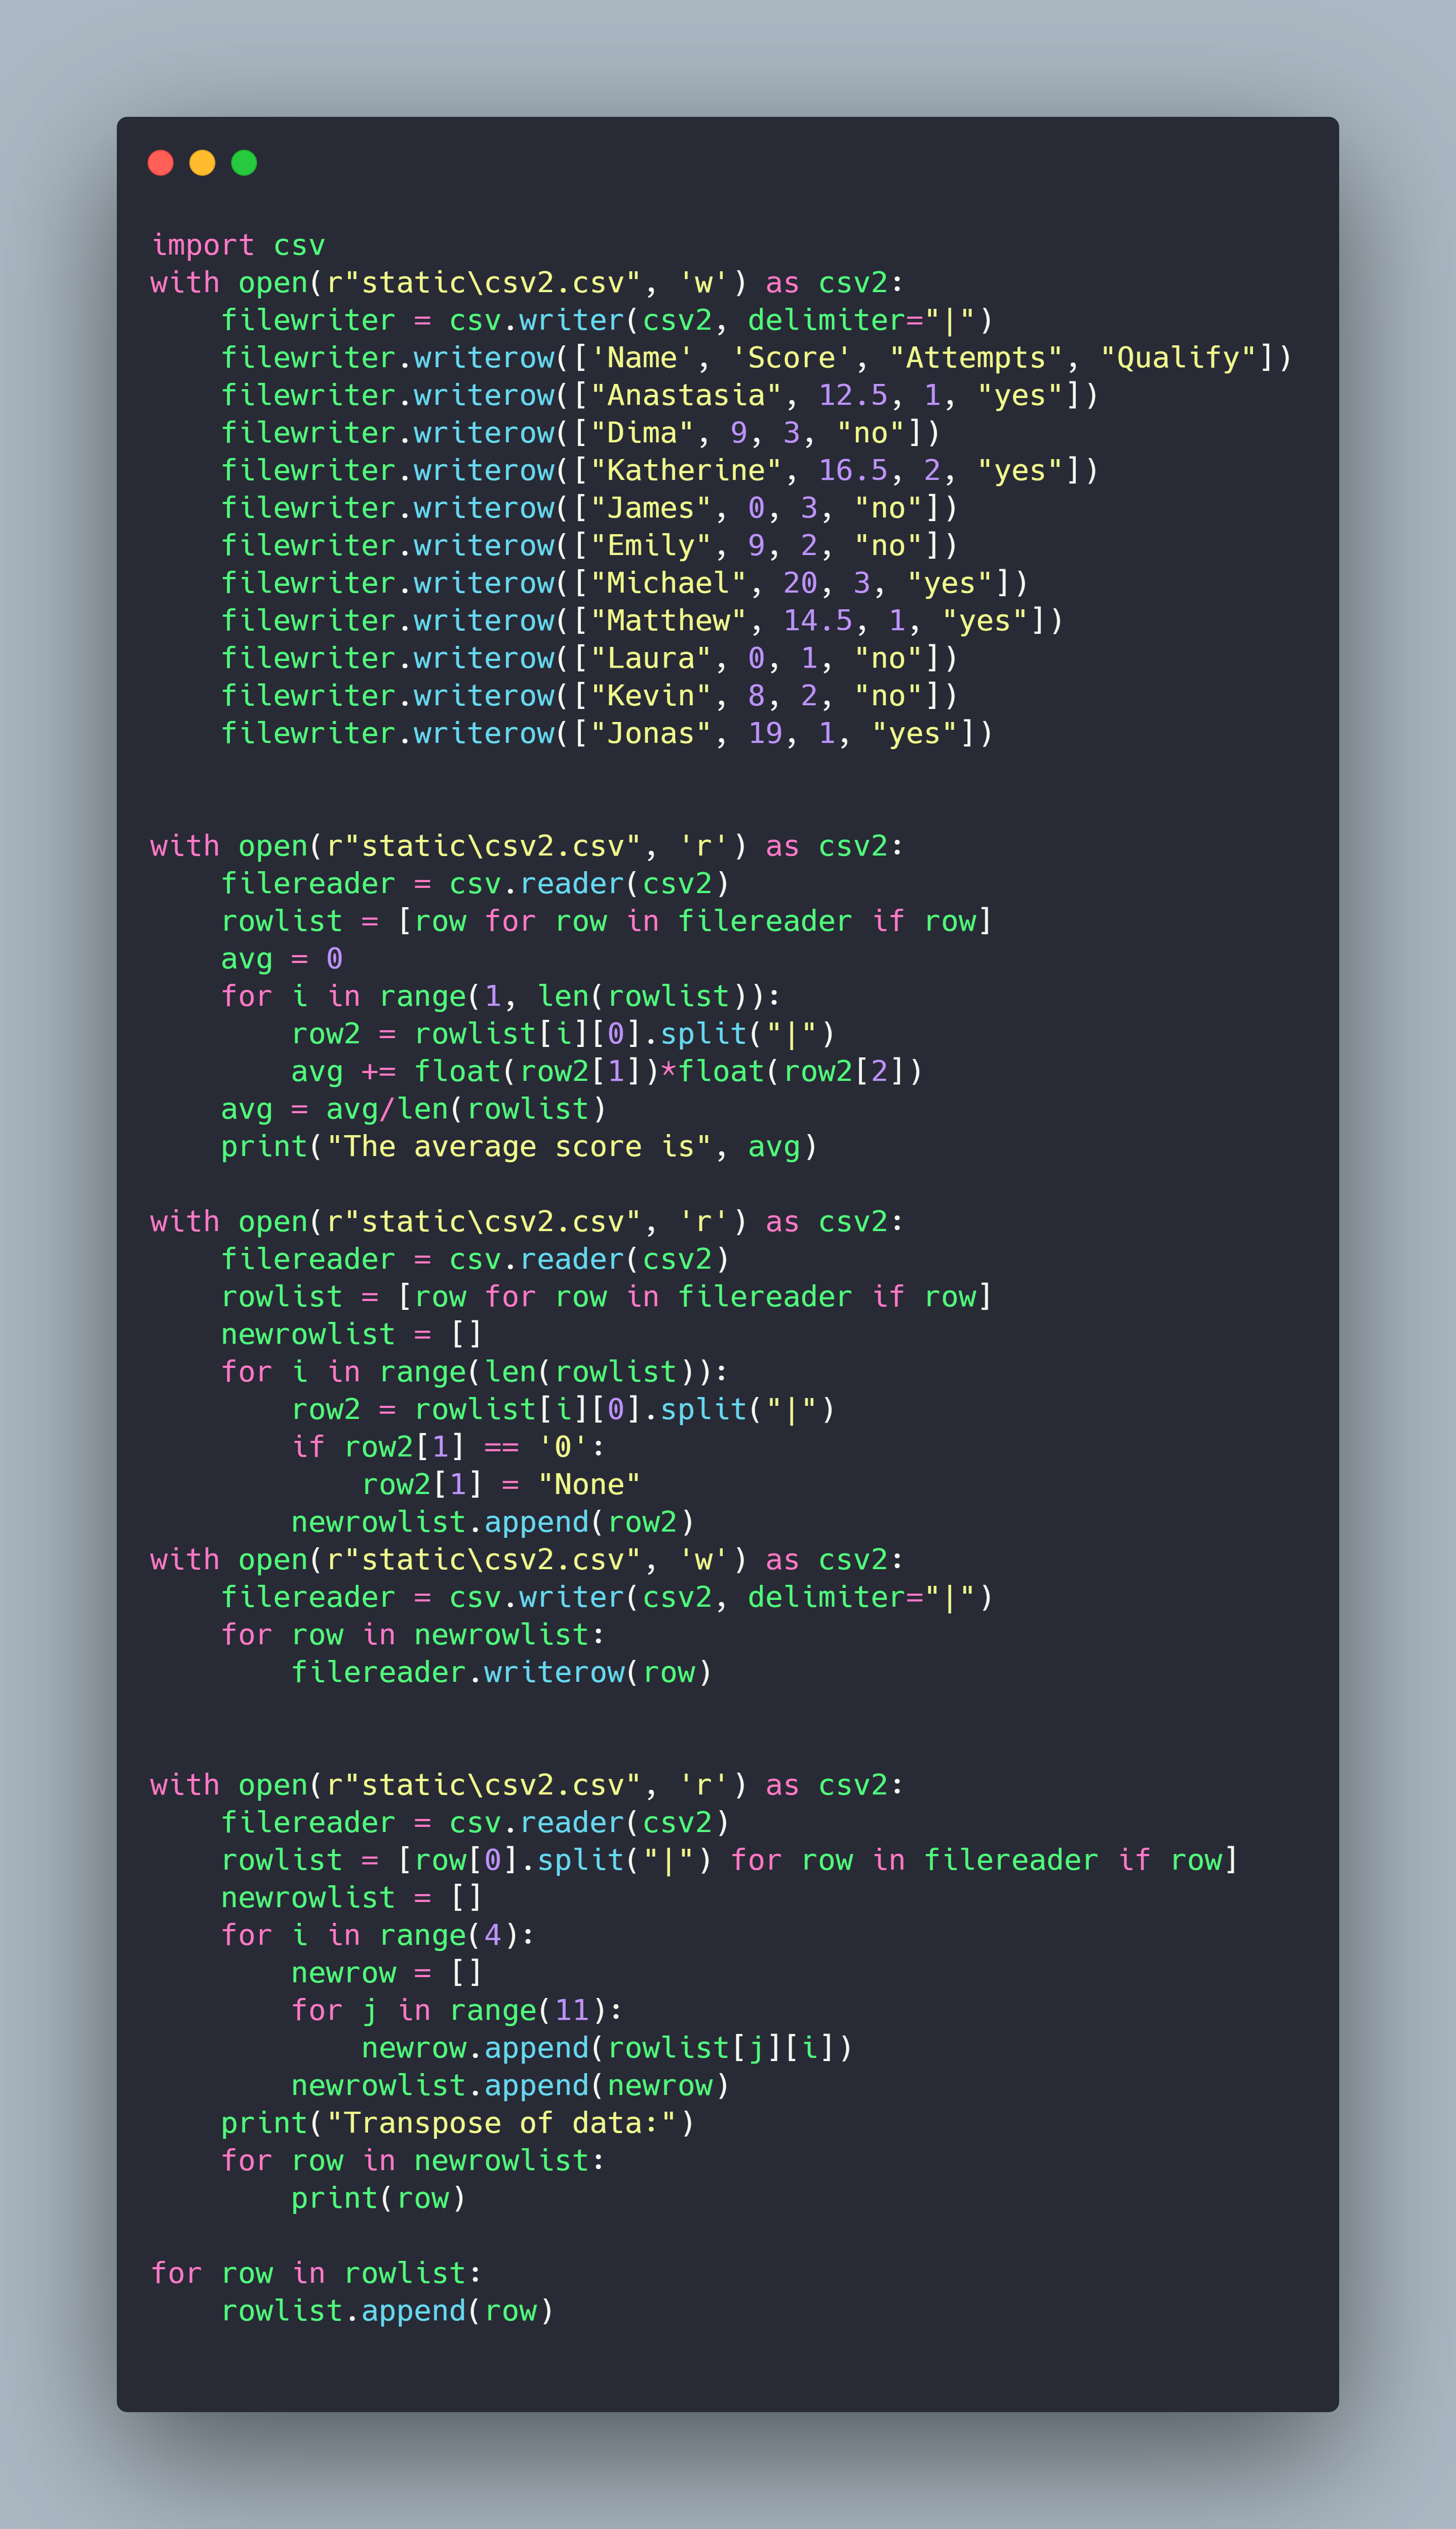 import csv
with open(r"static\csv2.csv", 'w') as csv2:
    filewriter = csv.writer(csv2, delimiter="|")
    filewriter.writerow(['Name', 'Score', "Attempts", "Qualify"])
    filewriter.writerow(["Anastasia", 12.5, 1, "yes"])
    filewriter.writerow(["Dima", 9, 3, "no"])
    filewriter.writerow(["Katherine", 16.5, 2, "yes"])
    filewriter.writerow(["James", 0, 3, "no"])
    filewriter.writerow(["Emily", 9, 2, "no"])
    filewriter.writerow(["Michael", 20, 3, "yes"])
    filewriter.writerow(["Matthew", 14.5, 1, "yes"])
    filewriter.writerow(["Laura", 0, 1, "no"])
    filewriter.writerow(["Kevin", 8, 2, "no"])
    filewriter.writerow(["Jonas", 19, 1, "yes"])

with open(r"static\csv2.csv", 'r') as csv2:
    filereader = csv.reader(csv2)
    rowlist = [row for row in filereader if row]
    avg = 0
    for i in range(1, len(rowlist)):
        row2 = rowlist[i][0].split("|")
        avg += float(row2[1])*float(row2[2])
    avg = avg/len(rowlist)
    print("The average score is", avg)

with open(r"static\csv2.csv", 'r') as csv2:
    filereader = csv.reader(csv2)
    rowlist = [row for row in filereader if row]
    newrowlist = []
    for i in range(len(rowlist)):
        row2 = rowlist[i][0].split("|")
        if row2[1] == '0':
            row2[1] = "None"
        newrowlist.append(row2)
with open(r"static\csv2.csv", 'w') as csv2:
    filereader = csv.writer(csv2, delimiter="|")
    for row in newrowlist:
        filereader.writerow(row)

with open(r"static\csv2.csv", 'r') as csv2:
    filereader = csv.reader(csv2)
    rowlist = [row[0].split("|") for row in filereader if row]
    newrowlist = []
    for i in range(4):
        newrow = []
        for j in range(11):
            newrow.append(rowlist[j][i])
        newrowlist.append(newrow)
    print("Transpose of data:")
    for row in newrowlist:
        print(row)

for row in rowlist:
    rowlist.append(row)